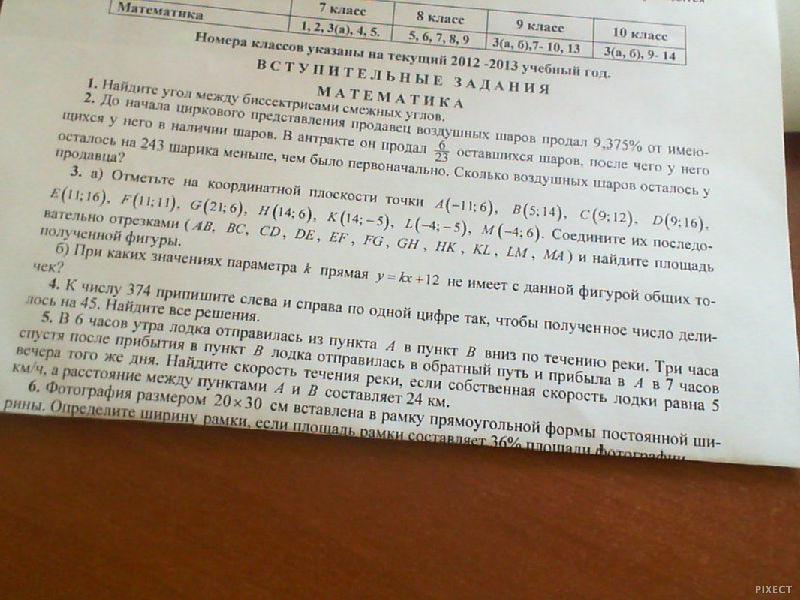 Математика 7 класс 8 класс 9 класс 10 класс
1, 2, 3(а), 4, 5. 5, 6, 7, 8, 9 3(а, б),7- 10, 13 3(а, б), 9- 14
Номера классов указаны на текущий 2012 -2013 учебный год.
ВСТУПИТЕЛЬНЫЕ ЗАДАНИЯ
МАТЕМАТИКА
1. Найдите угол между биссектрисами смежных углов.
2. До начала циркового представления продавец воздушных шаров продал 9,375% от имею-
щихся у него в наличии шаров. В антракте он продал 6/23 оставшихся шаров, после чего у него
осталось на 243 шарика меньше, чем было первоначально. Сколько воздушных шаров осталось у
продавца?
3. а) Отметьте на координатной плоскости точки A(−11;6), B(5;14), C(9;12), D(9;16),
E(11;16), F(11;11), G(21;6), H(14;6), K(14;−5), L(−4;−5), M(−4;6). Соедините их последо-
вательно отрезками (AB, BC, CD, DE, EF, FG, GH, HK, KL, LM, MA) и найдите площадь
полученной фигуры.
б) При каких значениях параметра k прямая y=kx+12 не имеет с данной фигурой общих то-
чек?
4. К числу 374 припишите слева и справа по одной цифре так, чтобы полученное число дели-
лось на 45. Найдите все решения.
5. В 6 часов утра лодка отправилась из пункта A в пункт B вниз по течению реки. Три часа
спустя после прибытия в пункт B лодка отправилась в обратный путь и прибыла в A в 7 часов
вечера того же дня. Найдите скорость течения реки, если собственная скорость лодки равна 5
км/ч, а расстояние между пунктами A и B составляет 24 км.
6. Фотография размером 20×30 см вставлена в рамку прямоугольной формы постоянной ши-
рины. Определите ширину рамки, если площадь рамки составляет 36% площади фотографии
PIXECT